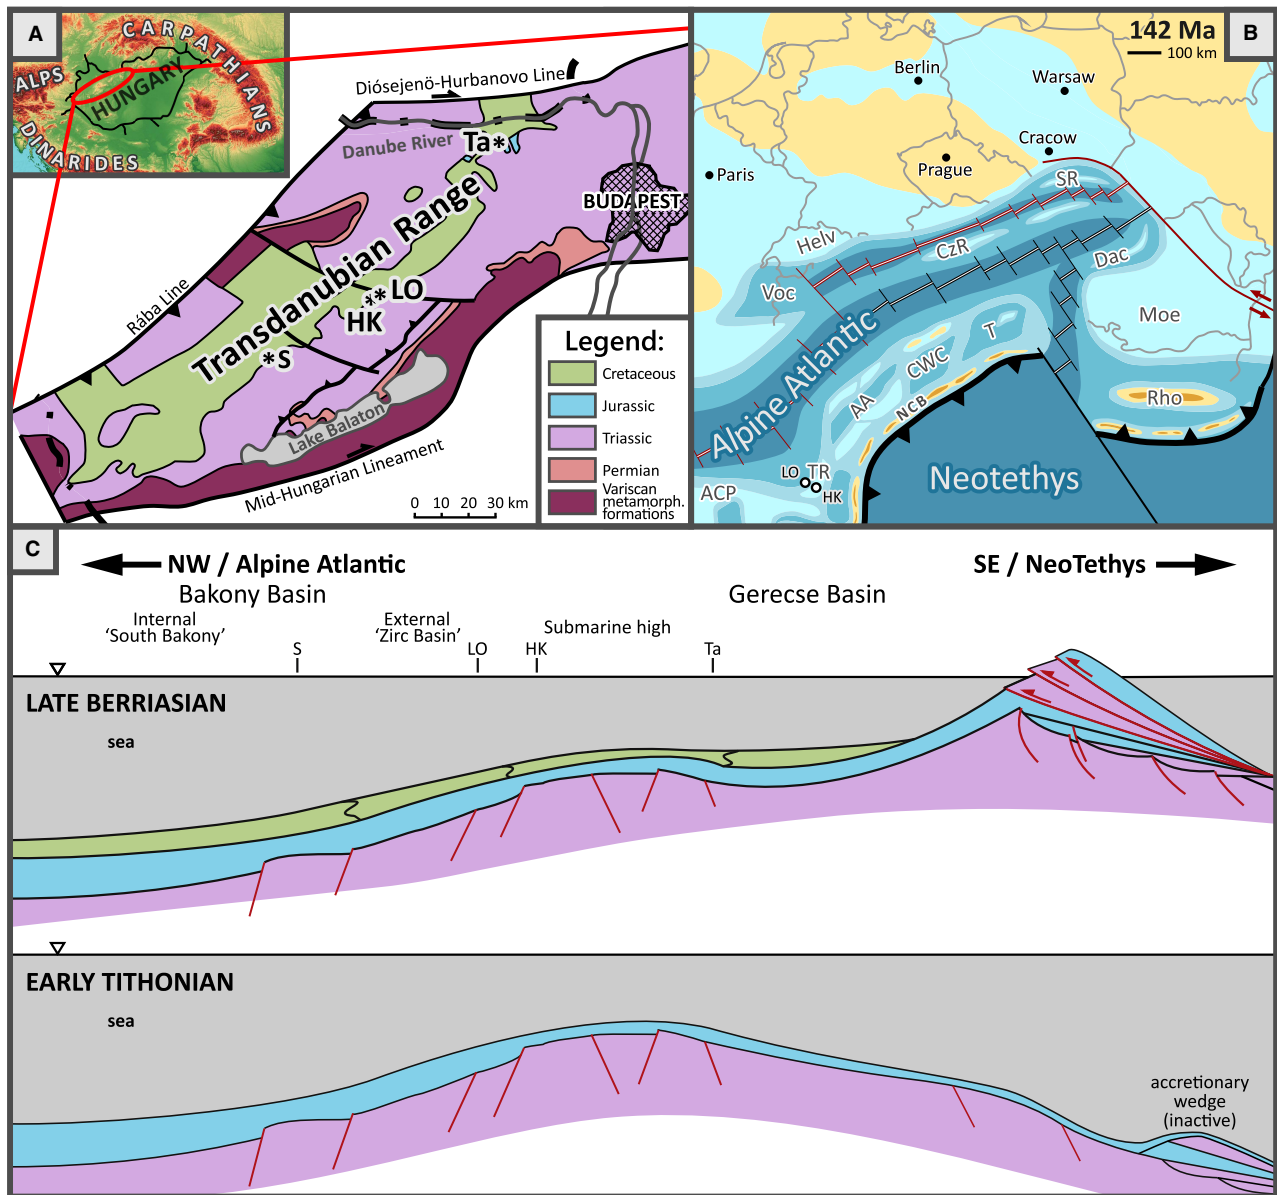 A
CARPATHIANS
ALPS
HUNGARY
DINARIDES
Diósejenö-Hurbanovo Line
Danube River
Ta*
BUDAPEST
Transdanubian Range
Rába Line
** LO
HK
*S
Lake Balaton
Mid-Hungarian Lineament
0 10 20 30 km
Legend:
Cretaceous
Jurassic
Triassic
Permian
Variscan
metamorph.
formations
B
142 Ma
100 km
Berlin
Warsaw
Cracow
Prague
Paris
SR
Helv
CzR
Dac
Voc
Moe
T
CWC
Alpine Atlantic
AA
NCB
Rho
Neotethys
LO TR
HK
ACP
C
NW / Alpine Atlantic
SE / NeoTethys
Bakony Basin
Gerecse Basin
Internal
'South Bakony'
External
'Zirc Basin'
Submarine high
S
LO
HK
Ta
LATE BERRIASIAN
sea
EARLY TITHONIAN
sea
accretionary
wedge
(inactive)